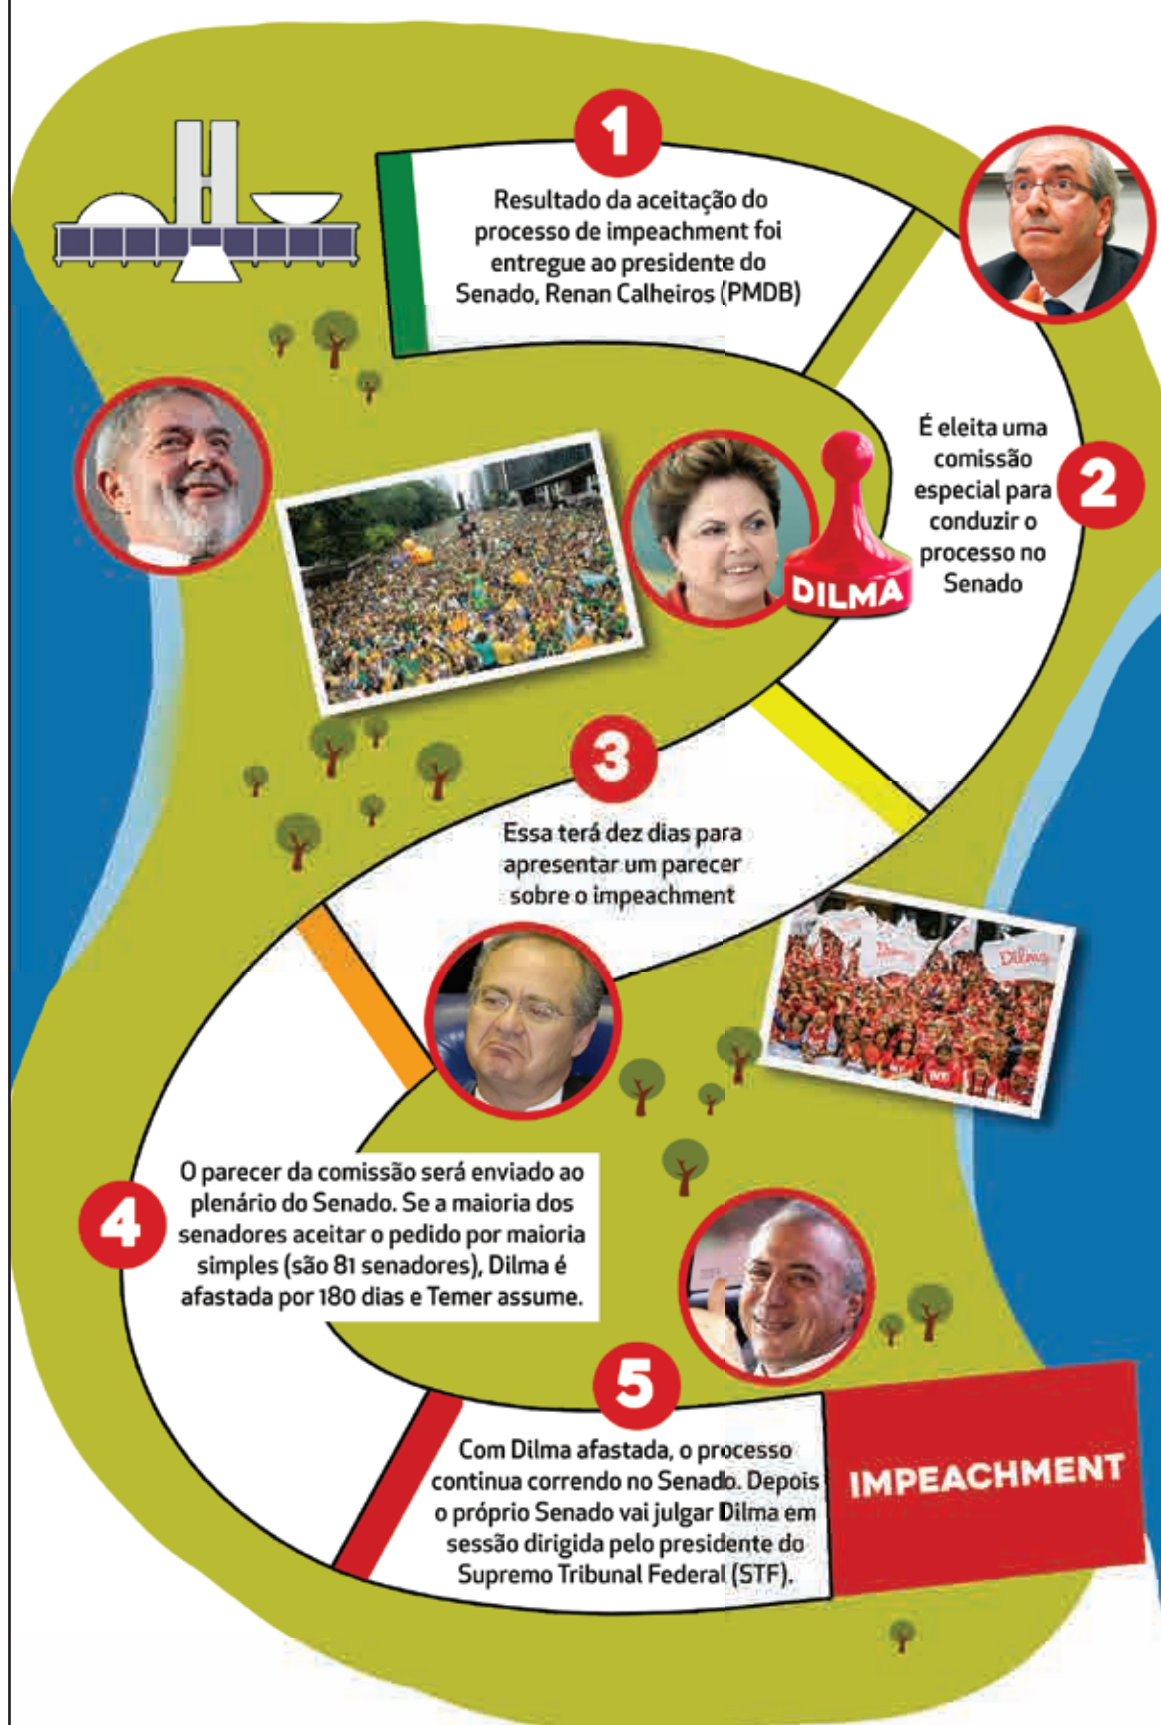 1
Resultado da aceitação do
processo de impeachment foi
entregue ao presidente do
Senado, Renan Calheiros (PMDB)
É eleita uma
comissão
especial para
conduzir o
processo no
Senado
2
DILMA
3
Essa terá dez dias para
apresentar um parecer
sobre o impeachment
Dilma
4
O parecer da comissão será enviado ao
plenário do Senado. Se a maioria dos
senadores aceitar o pedido por maioria
simples (são 81 senadores), Dilma é
afastada por 180 dias e Temer assume.
5
Com Dilma afastada, o processo
continua correndo no Senado. Depois
o próprio Senado vai julgar Dilma em
sessão dirigida pelo presidente do
Supremo Tribunal Federal (STF).
IMPEACHMENT